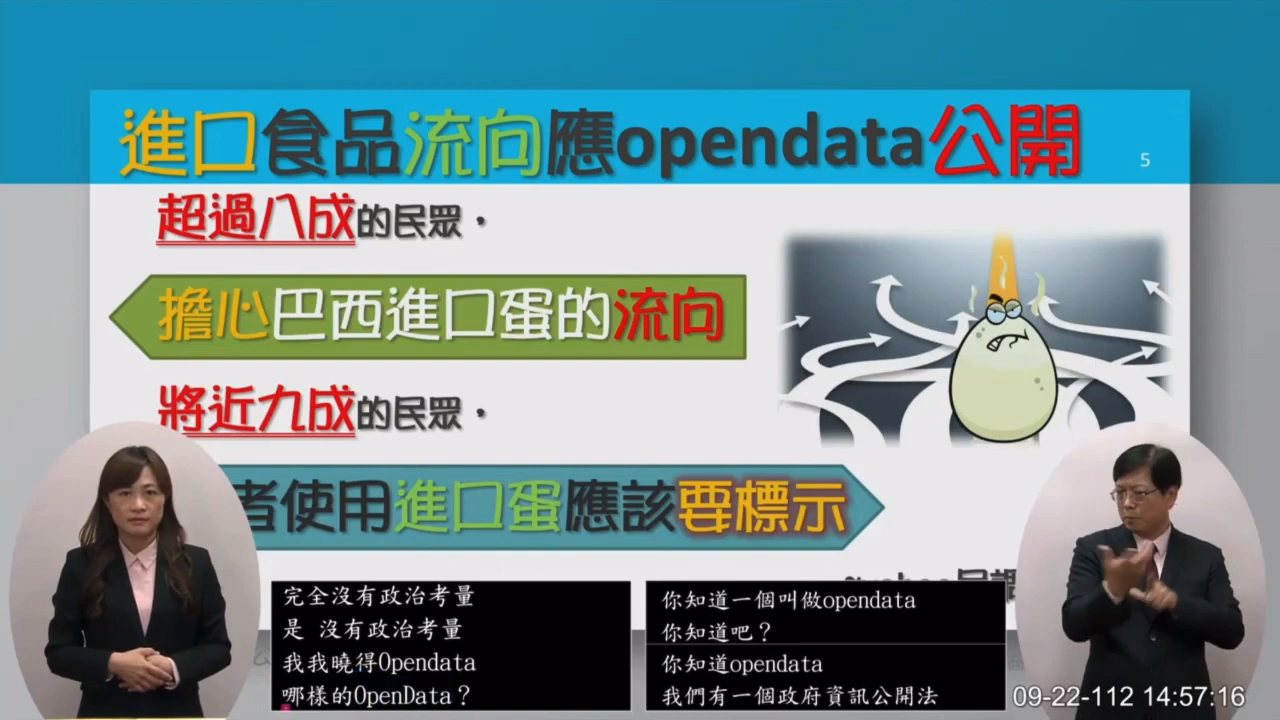 進口食品流向應opendata公開
5
超過八成的民眾，
擔心巴西進口蛋的流向
將近九成的民眾，
者使用進口蛋應該要標示
完全沒有政治考量
是 沒有政治考量
我我曉得Opendata
哪樣的OpenData？
你知道一個叫做opendata
你知道吧？
你知道opendata
我們有一個政府資訊公開法
09-22-112 14:57:16